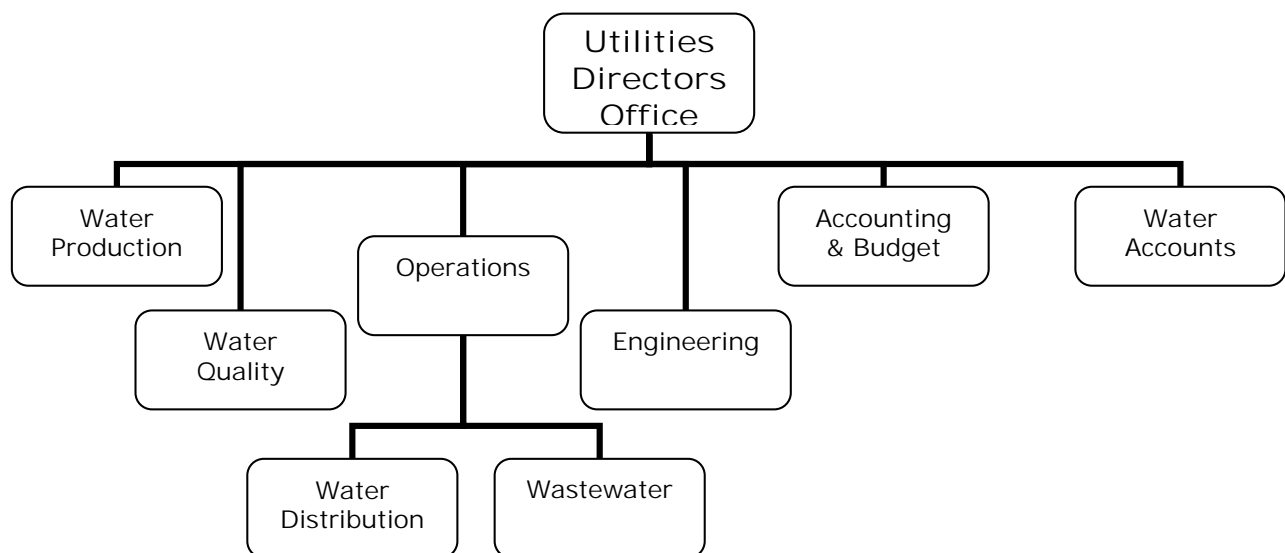 Utilities
Directors
Office
Water
Production
Operations
Accounting
& Budget
Water
Accounts
Water
Quality
Engineering
Water
Distribution
Wastewater